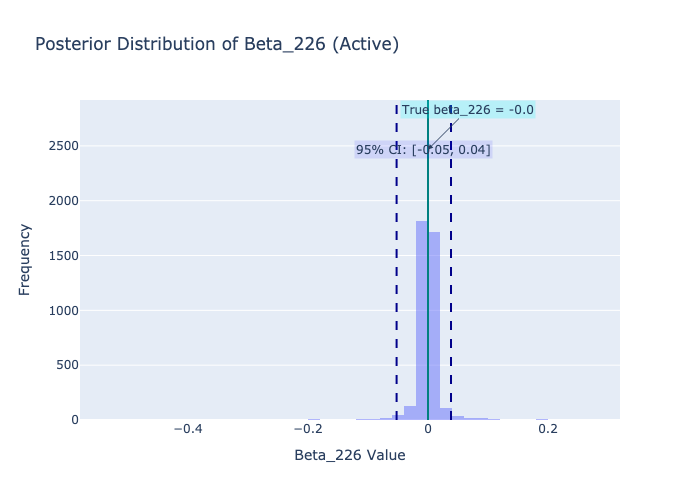 Posterior Distribution of Beta_226 (Active)
True beta_226 = -0.0
95% CI: [-0.05, 0.04]
2500
2000
1500
1000
500
0
Frequency
−0.4
−0.2
0
0.2
Beta_226 Value